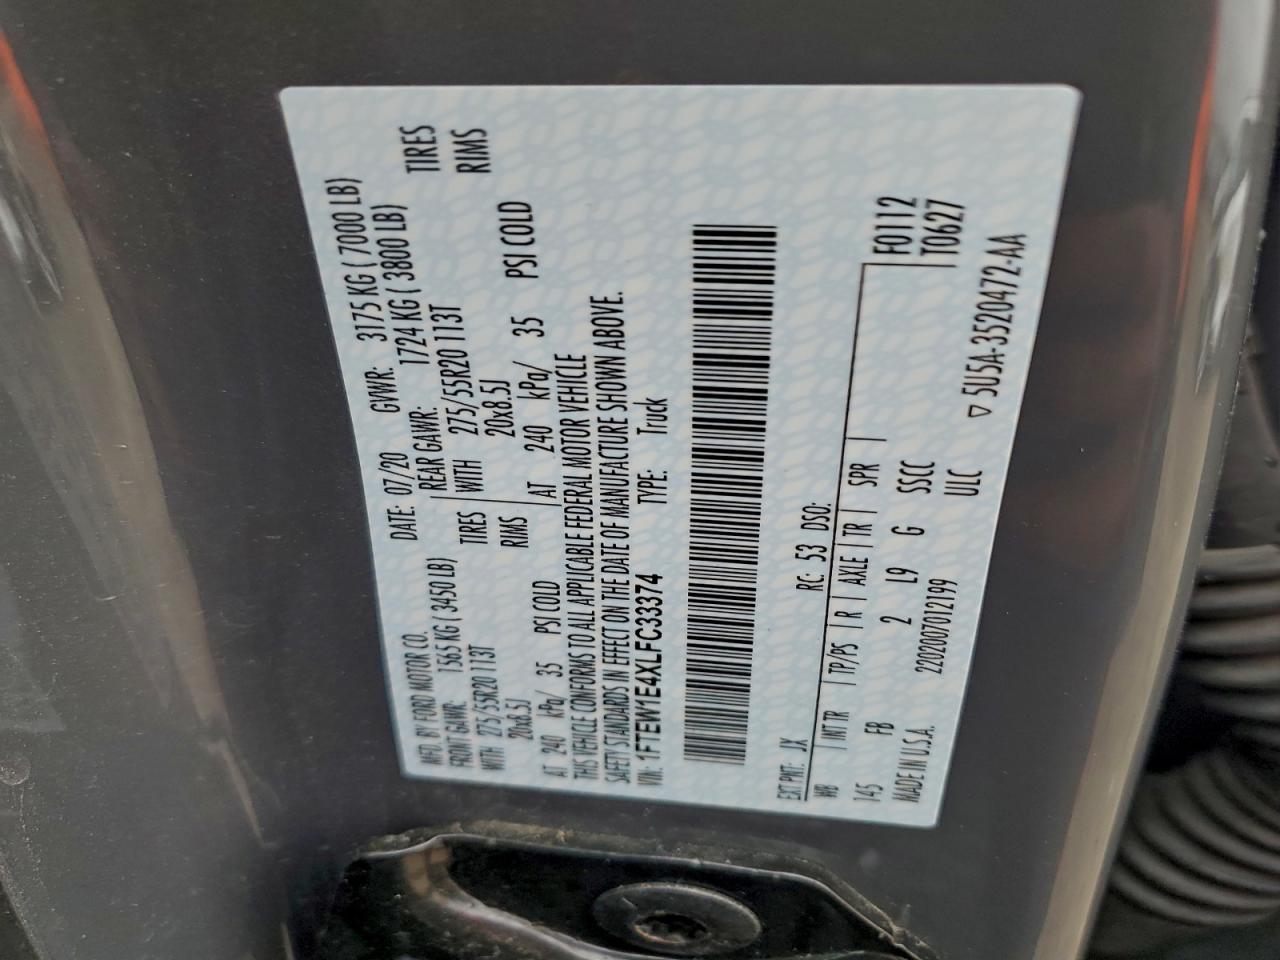 MFD. BY FORD MOTOR CO. DATE: 07/20 GVWR: 3175 KG ( 7000 LB)
FRONT GAWR: 1565 KG ( 3450 LB) REAR GAWR: 1724 KG ( 3800 LB)
WITH 275/55R20 113T TIRES WITH 275/55R20 113T TIRES
20x8.5J RIMS 20x8.5J RIMS
AT 240 kPa/ 35 PSI COLD AT 240 kPa/ 35 PSI COLD
THIS VEHICLE CONFORMS TO ALL APPLICABLE FEDERAL MOTOR VEHICLE
SAFETY STANDARDS IN EFFECT ON THE DATE OF MANUFACTURE SHOWN ABOVE.
VIN: 1FTEW1E4XLFC33374 TYPE: Truck
EXT PNT: JX RC: 53 DSO: F0112
WB INT TR TP/PS R AXLE TR SPR T0627
145 FB 2 L9 G SSCC
ULC
MADE IN U.S.A. 2202007012199
▽ 5U5A-3520472-AA